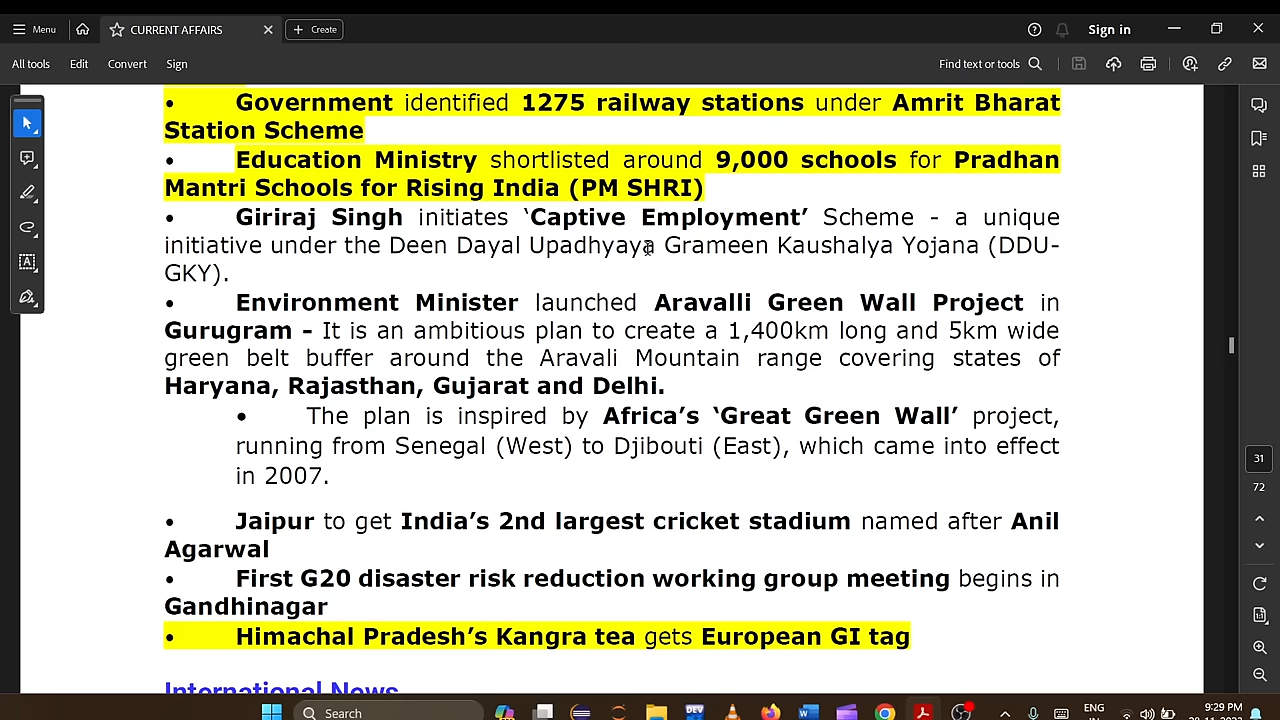 Menu
CURRENT AFFAIRS
Create
Sign in
All tools Edit Convert Sign
Find text or tools
• Government identified 1275 railway stations under Amrit Bharat
Station Scheme
• Education Ministry shortlisted around 9,000 schools for Pradhan
Mantri Schools for Rising India (PM SHRI)
• Giriraj Singh initiates ‘Captive Employment’ Scheme - a unique
initiative under the Deen Dayal Upadhyaya Grameen Kaushalya Yojana (DDU-
GKY).
• Environment Minister launched Aravalli Green Wall Project in
Gurugram - It is an ambitious plan to create a 1,400km long and 5km wide
green belt buffer around the Aravali Mountain range covering states of
Haryana, Rajasthan, Gujarat and Delhi.
• The plan is inspired by Africa’s ‘Great Green Wall’ project,
running from Senegal (West) to Djibouti (East), which came into effect
in 2007.
• Jaipur to get India’s 2nd largest cricket stadium named after Anil
Agarwal
• First G20 disaster risk reduction working group meeting begins in
Gandhinagar
• Himachal Pradesh’s Kangra tea gets European GI tag
International News
31
72
Search
ENG
9:29 PM